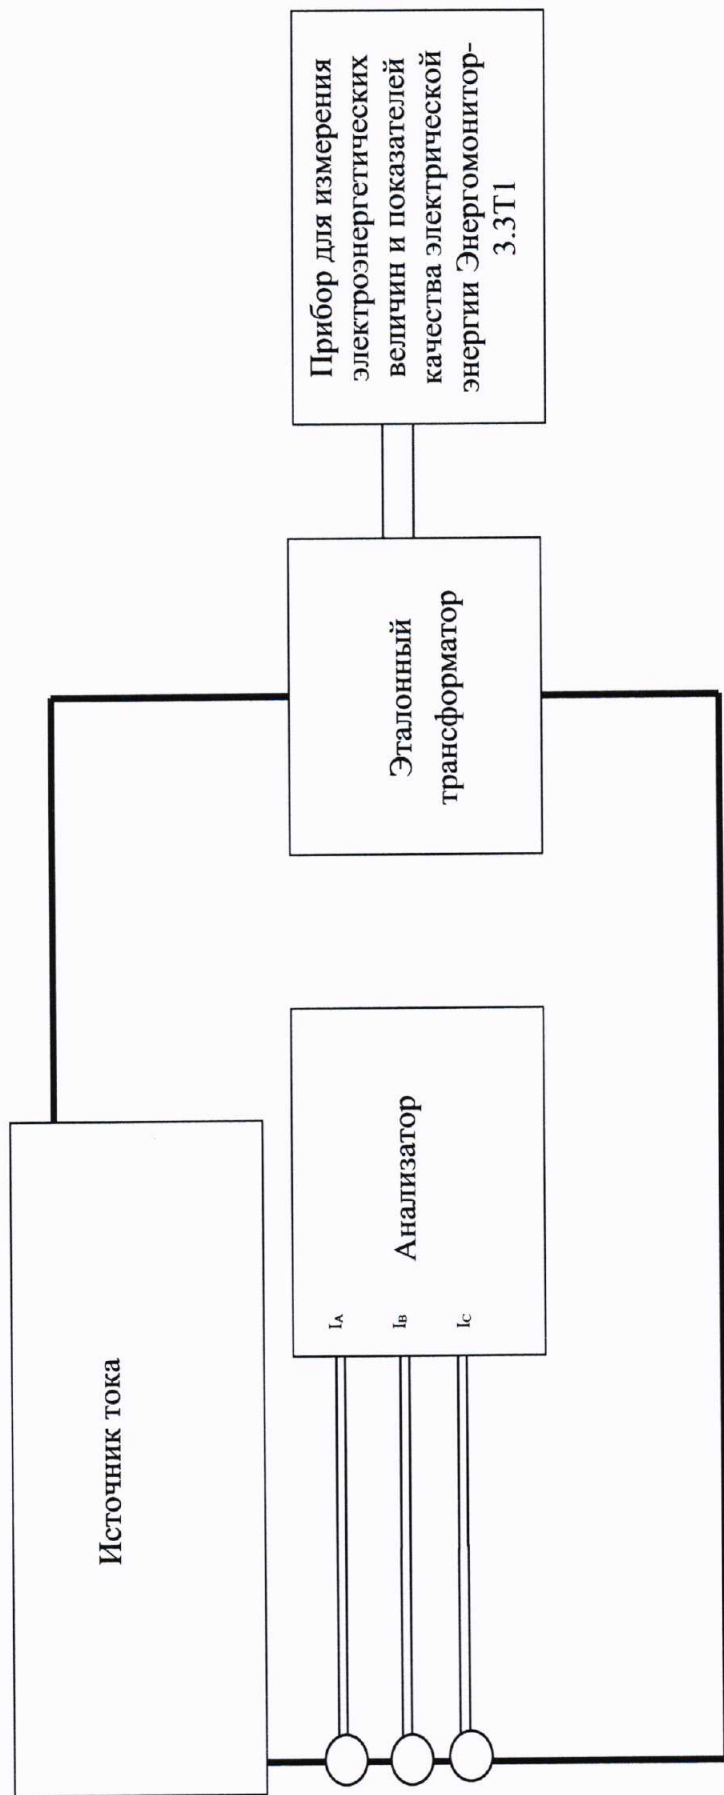 Источник тока
IA
IB
IC
Анализатор
Эталонный
трансформатор
Прибор для измерения
электроэнергетических
величин и показателей
качества электрической
энергии Энергомонитор-
3.3Т1